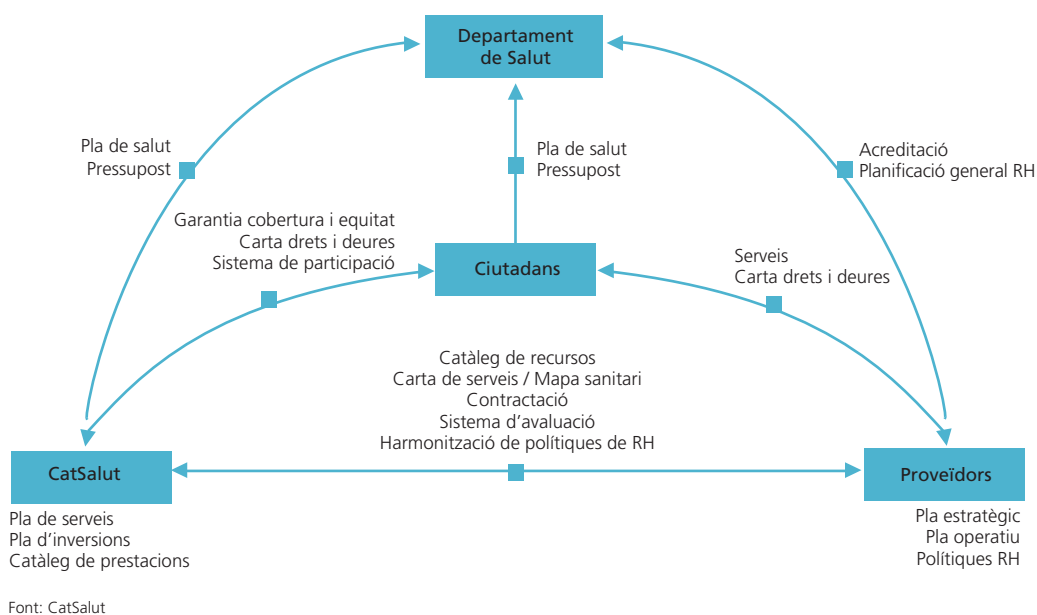 Departament
de Salut
Pla de salut
Pressupost
Pla de salut
Pressupost
Acreditació
Planificació general RH
Garantia cobertura i equitat
Carta drets i deures
Sistema de participació
Ciutadans
Serveis
Carta drets i deures
Catàleg de recursos
Carta de serveis / Mapa sanitari
Contractació
Sistema d’avaluació
Harmonització de polítiques de RH
CatSalut
Proveïdors
Pla de serveis
Pla d’inversions
Catàleg de prestacions
Pla estratègic
Pla operatiu
Polítiques RH
Font: CatSalut